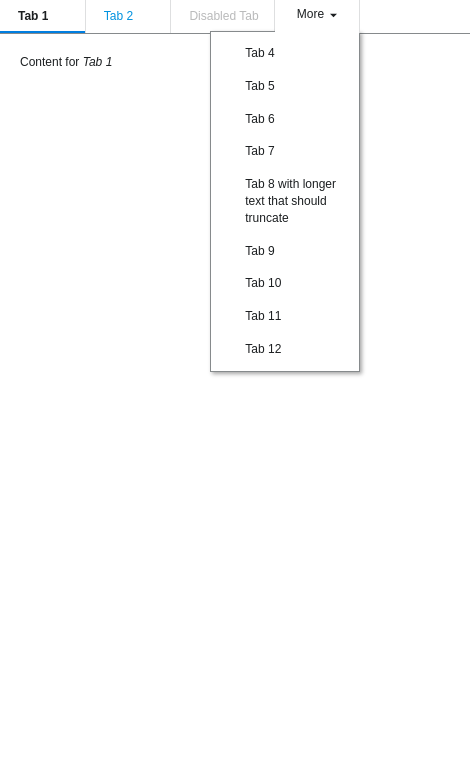 Tab 1
Tab 2
Disabled Tab
More
Content for Tab 1
Tab 4
Tab 5
Tab 6
Tab 7
Tab 8 with longer
text that should
truncate
Tab 9
Tab 10
Tab 11
Tab 12